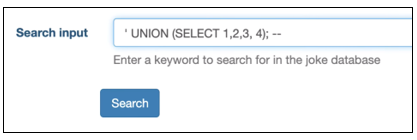 Search input
' UNION (SELECT 1,2,3, 4); --
Enter a keyword to search for in the joke database
Search